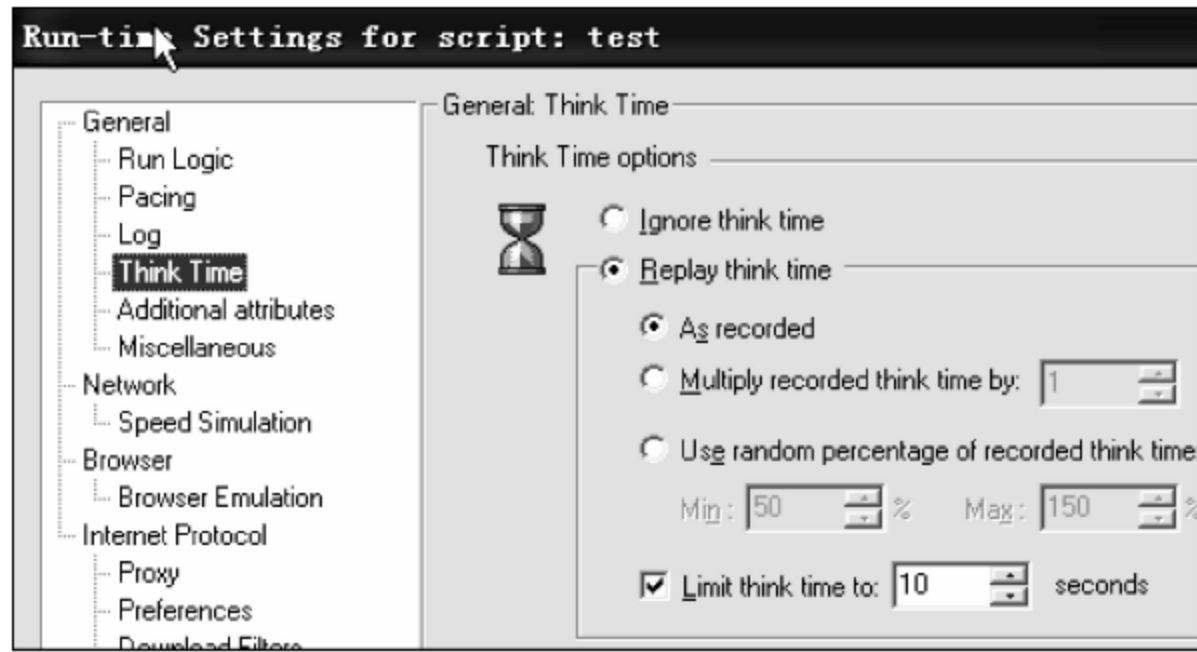 Run-time Settings for script: test
General
Run Logic
Pacing
Log
Think Time
Additional attributes
Miscellaneous
Network
Speed Simulation
Browser
Browser Emulation
Internet Protocol
Proxy
Preferences
Download Filters
General: Think Time
Think Time options
Ignore think time
Replay think time
As recorded
Multiply recorded think time by: 1
Use random percentage of recorded think time
Min: 50 % Max: 150 %
Limit think time to: 10 seconds